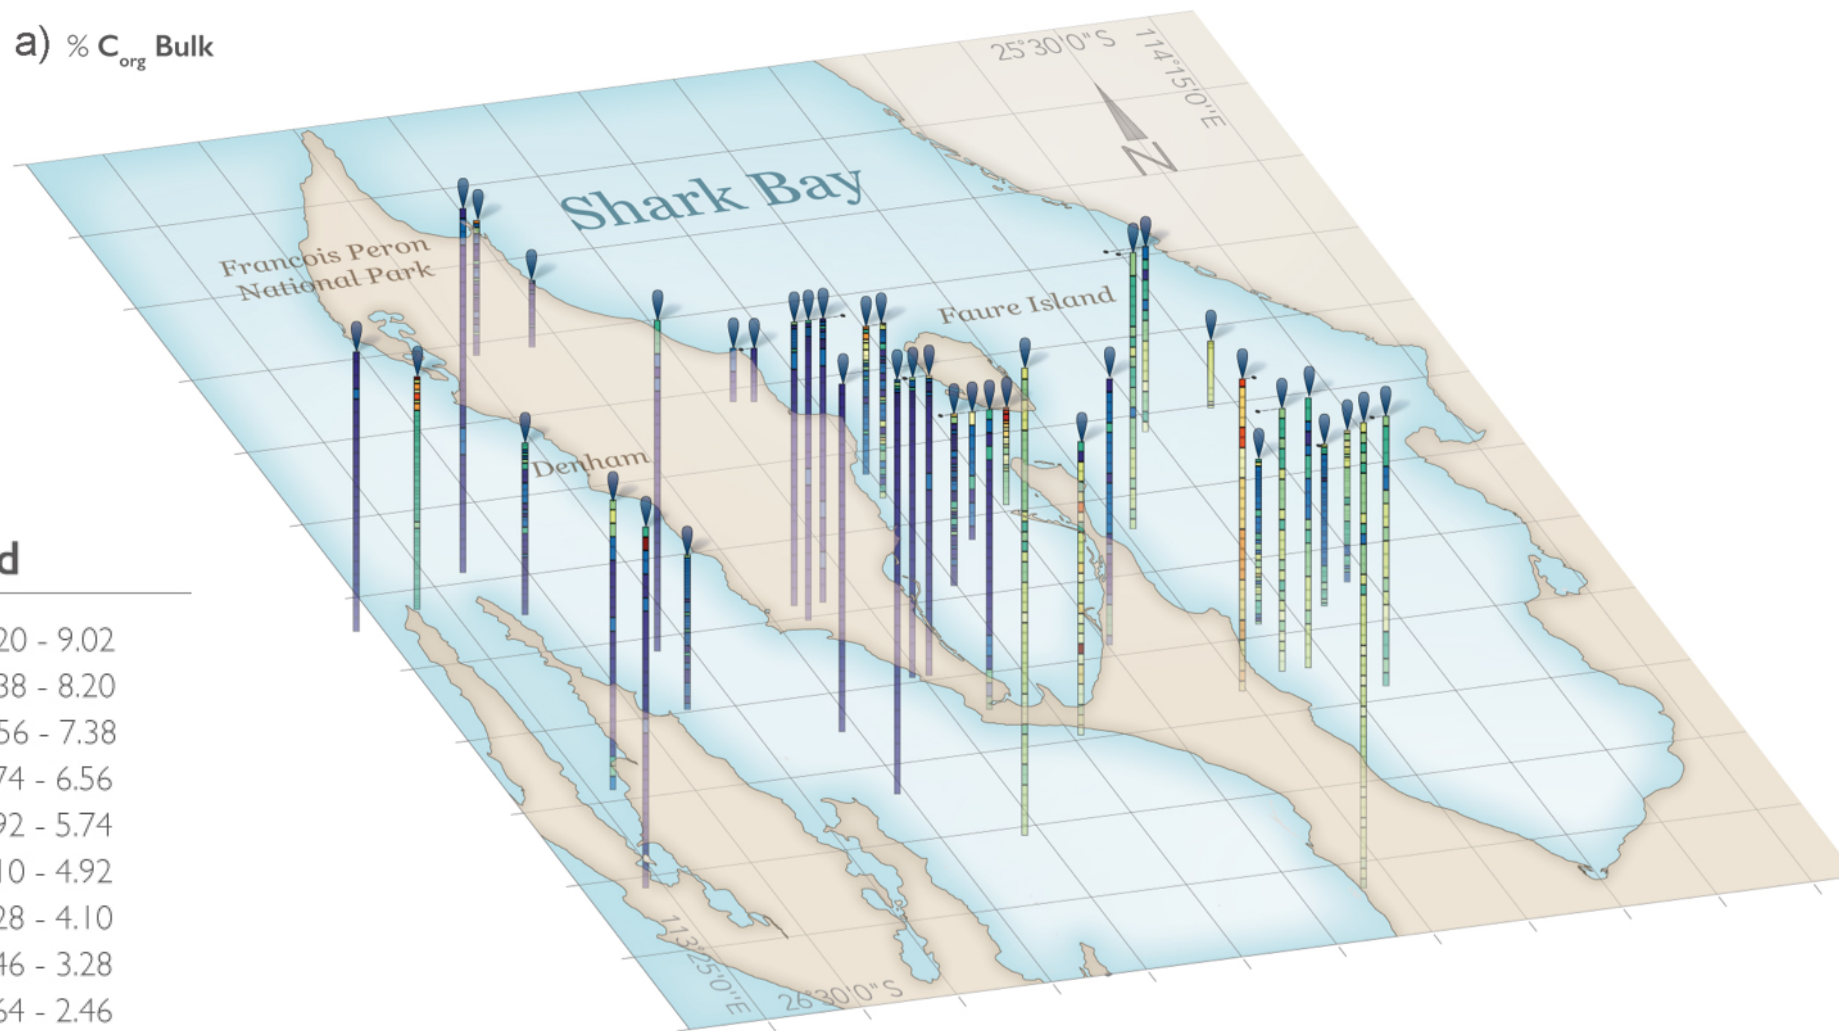 a) % Corg Bulk
25°30'0"S
114°15'0"E
N
Shark Bay
Francois Peron
National Park
Faure Island
Denham
d
20 - 9.02
38 - 8.20
56 - 7.38
74 - 6.56
92 - 5.74
10 - 4.92
28 - 4.10
46 - 3.28
64 - 2.46
113°25'0"E
26°30'0"S